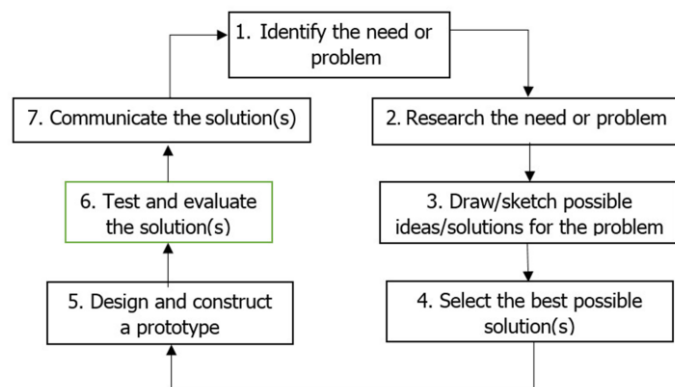 1. Identify the need or
problem
2. Research the need or problem
3. Draw/sketch possible
ideas/solutions for the problem
4. Select the best possible
solution(s)
5. Design and construct
a prototype
6. Test and evaluate
the solution(s)
7. Communicate the solution(s)